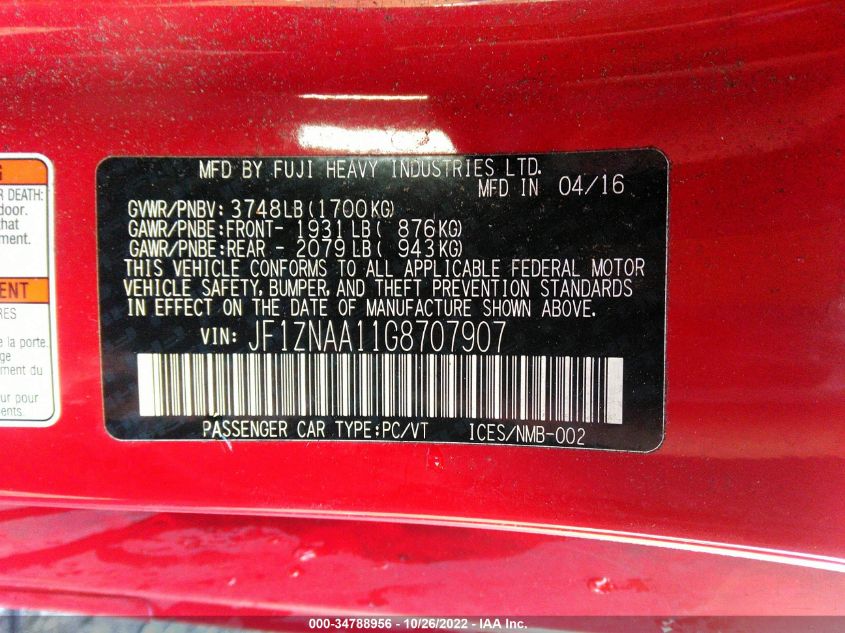 MFD BY FUJI HEAVY INDUSTRIES LTD.
MFD IN 04/16
GVWR/PNBV: 3748LB(1700KG)
GAWR/PNBE:FRONT- 1931LB( 876KG)
GAWR/PNBE:REAR - 2079LB( 943KG)
THIS VEHICLE CONFORMS TO ALL APPLICABLE FEDERAL MOTOR
VEHICLE SAFETY, BUMPER, AND THEFT PREVENTION STANDARDS
IN EFFECT ON THE DATE OF MANUFACTURE SHOWN ABOVE.
VIN: JF1ZNAA11G8707907
PASSENGER CAR TYPE:PC/VT ICES/NMB-002
DEATH:
door.
that
ement.
ENT
RES
e la porte.
ement du
ur pour
ents.
000-34788956 - 10/26/2022 - IAA Inc.